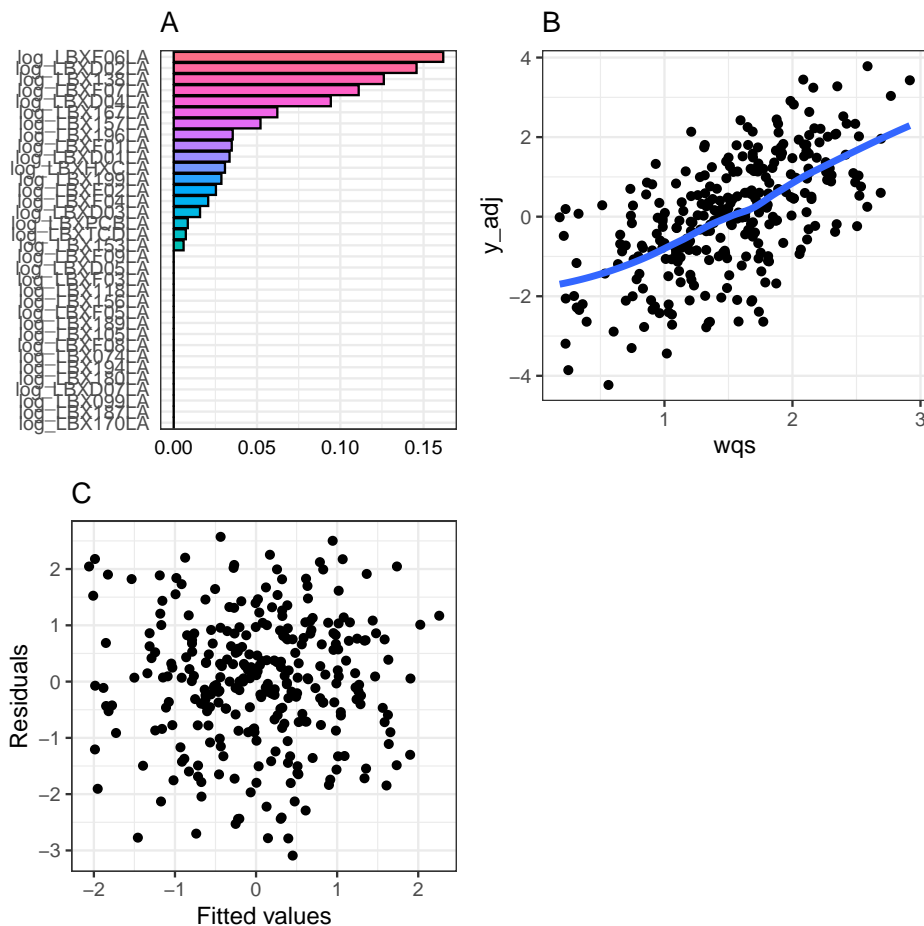 A
log_LBXF06LA
log_LBXD02LA
log_LBX138LA
log_LBXF07LA
log_LBXD04LA
log_LBX167LA
log_LBX157LA
log_LBX196LA
log_LBXF01LA
log_LBXD01LA
log_LBXHXCLA
log_LBX199LA
log_LBXF02LA
log_LBXF04LA
log_LBXD03LA
log_LBXPCBLA
log_LBXTCDLA
log_LBX153LA
log_LBXF09LA
log_LBXD05LA
log_LBXF03LA
log_LBX118LA
log_LBX156LA
log_LBXF05LA
log_LBX189LA
log_LBX105LA
log_LBXF08LA
log_LBX074LA
log_LBX194LA
log_LBX180LA
log_LBXD07LA
log_LBX099LA
log_LBX187LA
log_LBX170LA
0.00 0.05 0.10 0.15
B
y_adj
4
2
0
−2
−4
1 2 3
wqs
C
Residuals
2
1
0
−1
−2
−3
−2 −1 0 1 2
Fitted values